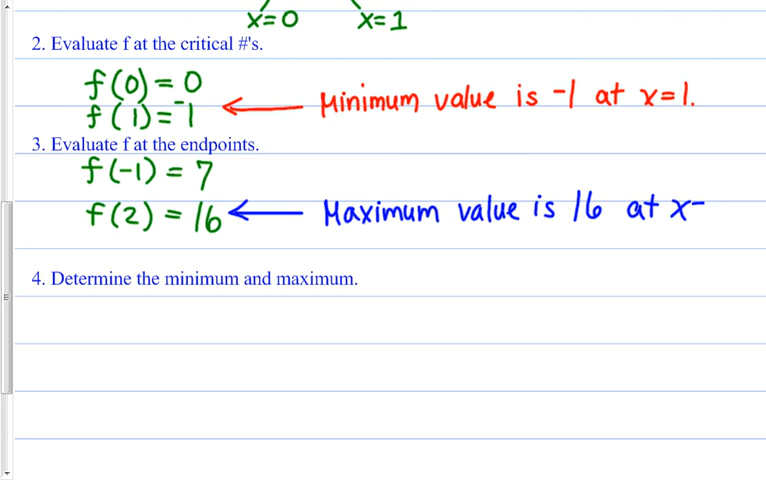 x=0 x=1
2. Evaluate f at the critical #'s.
f(0) = 0
f(1) = -1 Minimum value is -1 at x=1.
3. Evaluate f at the endpoints.
f(-1) = 7
f(2) = 16 Maximum value is 16 at x-
4. Determine the minimum and maximum.